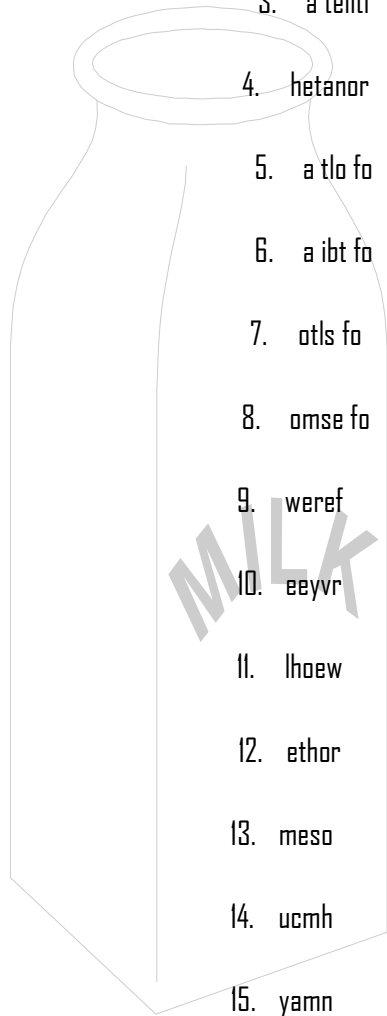 4. hetanor
5. a tlo fo
6. a ibt fo
7. otls fo
8. omse fo
9. weref
MILK
10. eeyvr
11. lhoew
12. ethor
13. meso
14. ucmh
15. yamn